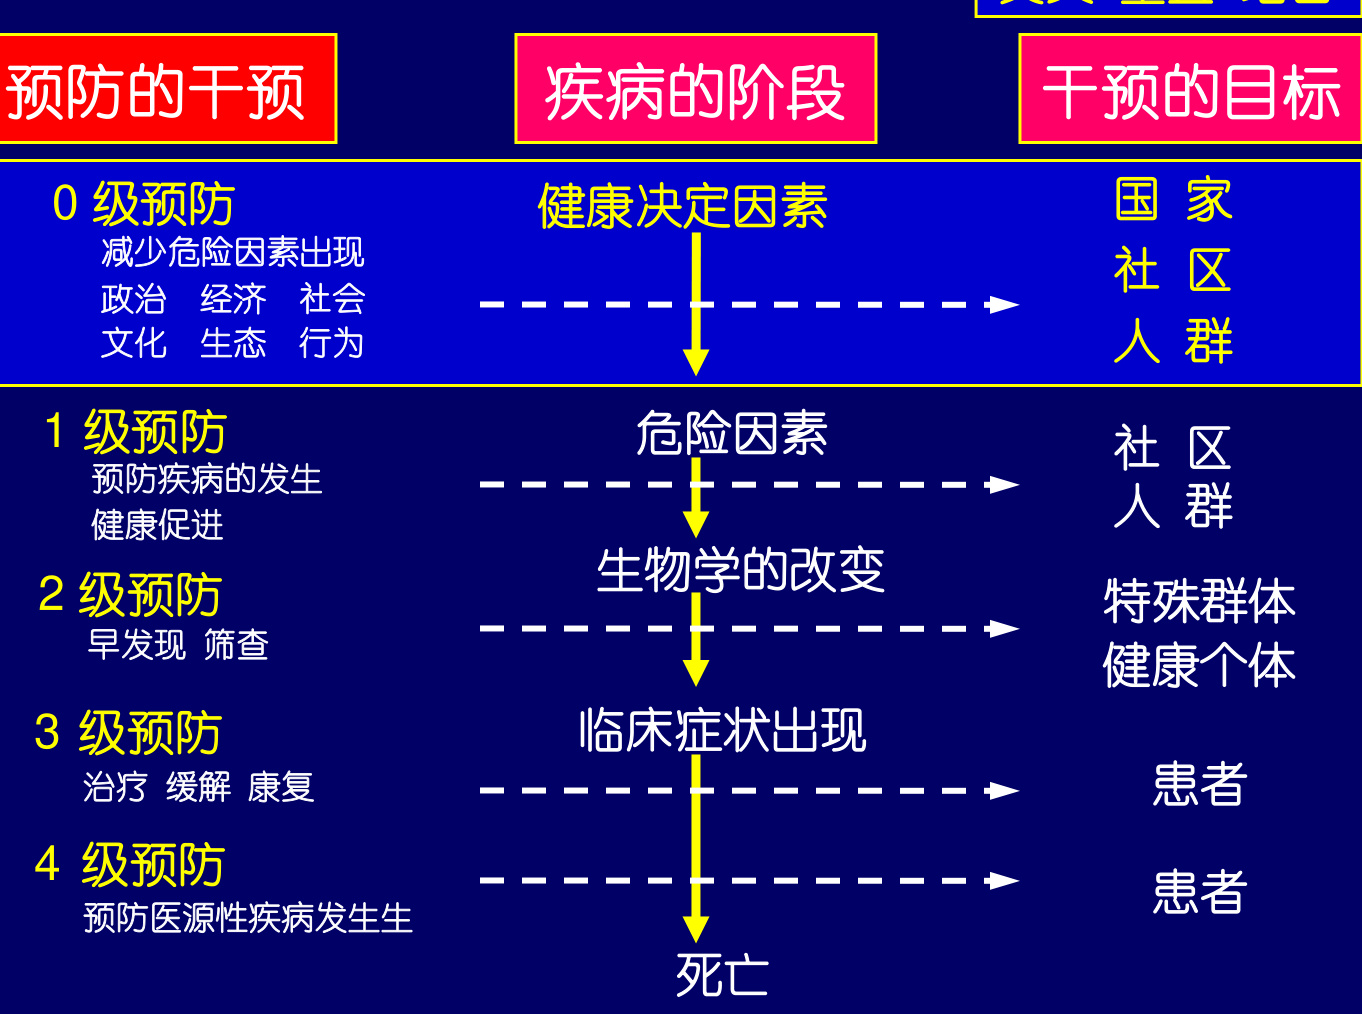 预防的干预 疾病的阶段 干预的目标
0 级预防 健康决定因素 国 家
减少危险因素出现
政治 经济 社会 社 区
文化 生态 行为 人 群
1 级预防 危险因素 社 区
预防疾病的发生
健康促进 人 群
2 级预防 生物学的改变 特殊群体
早发现 筛查 健康个体
3 级预防 临床症状出现
治疗 缓解 康复 患者
4 级预防 患者
预防医源性疾病发生生
死亡